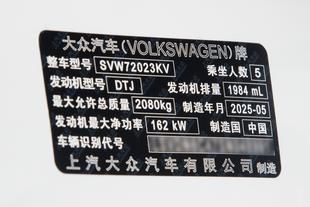 大众汽车(VOLKSWAGEN)牌
整车型号 SVW72023KV 乘坐人数 5
发动机型号 DTJ 发动机排量 1984 mL
最大允许总质量 2080kg 制造年月 2025-05
发动机最大净功率 162 kW 制造国 中国
车辆识别代号
上汽大众汽车有限公司 制造